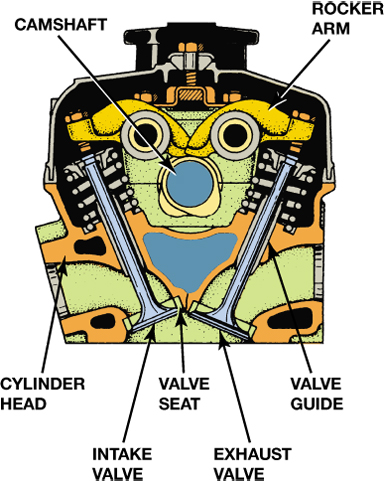 CAMSHAFT
ROCKER
ARM
CYLINDER
HEAD
VALVE
SEAT
VALVE
GUIDE
INTAKE
VALVE
EXHAUST
VALVE